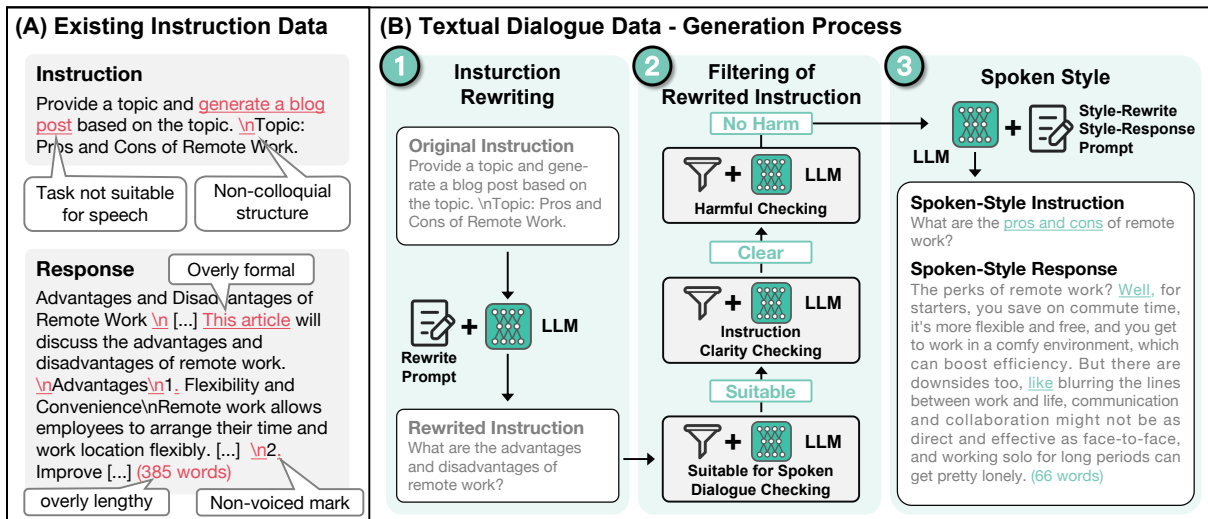 (A) Existing Instruction Data
Instruction
Provide a topic and generate a blog
post based on the topic. \nTopic:
Pros and Cons of Remote Work.
Task not suitable
for speech
Non-colloquial
structure
Response
Overly formal
Advantages and Disadvantages of
Remote Work \n [...] This article will
discuss the advantages and
disadvantages of remote work.
\nAdvantages\n1. Flexibility and
Convenience\nRemote work allows
employees to arrange their time and
work location flexibly. [...] \n2.
Improve [...] (385 words)
overly lengthy
Non-voiced mark
(B) Textual Dialogue Data - Generation Process
1
Insturction
Rewriting
Original Instruction
Provide a topic and gene-
rate a blog post based on
the topic. \nTopic: Pros and
Cons of Remote Work.
Rewrite
Prompt
+
LLM
Rewrited Instruction
What are the advantages
and disadvantages of
remote work?
2
Filtering of
Rewrited Instruction
No Harm
+
LLM
Harmful Checking
Clear
+
LLM
Instruction
Clarity Checking
Suitable
+
LLM
Suitable for Spoken
Dialogue Checking
3
Spoken Style
LLM
+
Style-Rewrite
Style-Response
Prompt
Spoken-Style Instruction
What are the pros and cons of remote
work?
Spoken-Style Response
The perks of remote work? Well, for
starters, you save on commute time,
it's more flexible and free, and you get
to work in a comfy environment, which
can boost efficiency. But there are
downsides too, like blurring the lines
between work and life, communication
and collaboration might not be as
direct and effective as face-to-face,
and working solo for long periods can
get pretty lonely. (66 words)